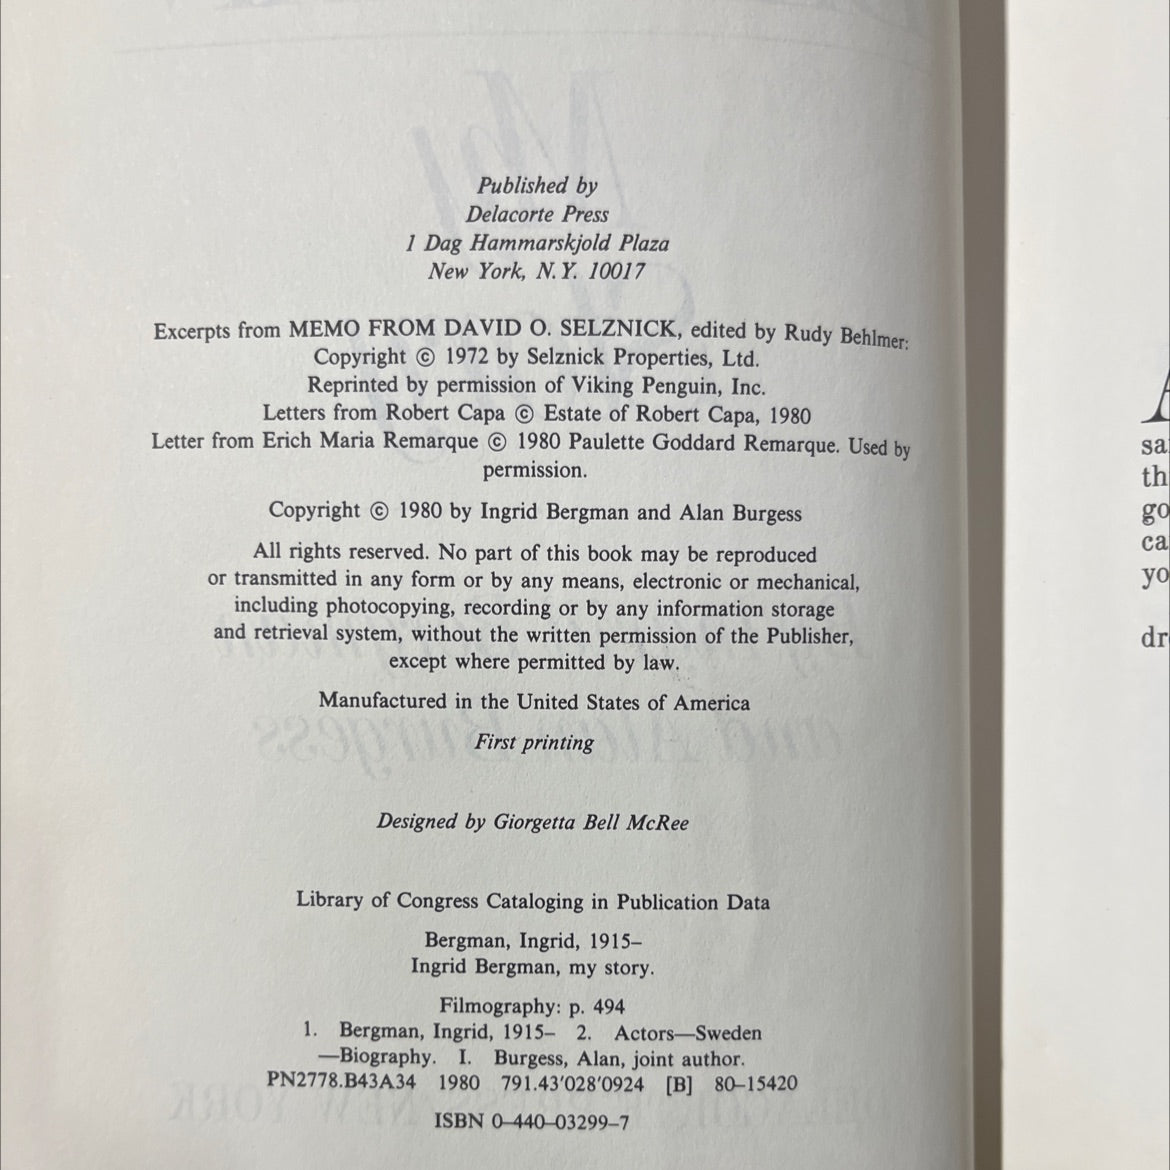 Published by
Delacorte Press
1 Dag Hammarskjold Plaza
New York, N.Y. 10017
Excerpts from MEMO FROM DAVID O. SELZNICK, edited by Rudy Behlmer:
Copyright © 1972 by Selznick Properties, Ltd.
Reprinted by permission of Viking Penguin, Inc.
Letters from Robert Capa © Estate of Robert Capa, 1980
Letter from Erich Maria Remarque © 1980 Paulette Goddard Remarque. Used by
permission.
Copyright © 1980 by Ingrid Bergman and Alan Burgess
All rights reserved. No part of this book may be reproduced
or transmitted in any form or by any means, electronic or mechanical,
including photocopying, recording or by any information storage
and retrieval system, without the written permission of the Publisher,
except where permitted by law.
Manufactured in the United States of America
First printing
Designed by Giorgetta Bell McRee
Library of Congress Cataloging in Publication Data
Bergman, Ingrid, 1915–
Ingrid Bergman, my story.
Filmography: p. 494
1. Bergman, Ingrid, 1915– 2. Actors—Sweden
—Biography. I. Burgess, Alan, joint author.
PN2778.B43A34 1980 791.43'028'0924 [B] 80–15420
ISBN 0–440–03299–7
sa
th
go
ca
yo
dr